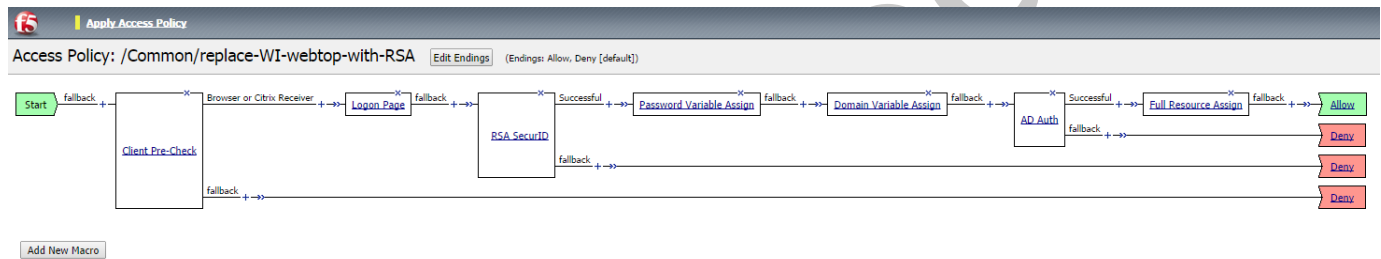 f5 Apply Access Policy
Access Policy: /Common/replace-WI-webtop-with-RSA Edit Endings (Endings: Allow, Deny [default])
Start fallback + Browser or Citrix Receiver + Logon Page fallback + Successful + Password Variable Assign fallback + Domain Variable Assign fallback + Successful + Full Resource Assign fallback + Allow
AD Auth fallback + Deny
RSA SecurID
Client Pre-Check
fallback + Deny
fallback + Deny
Add New Macro